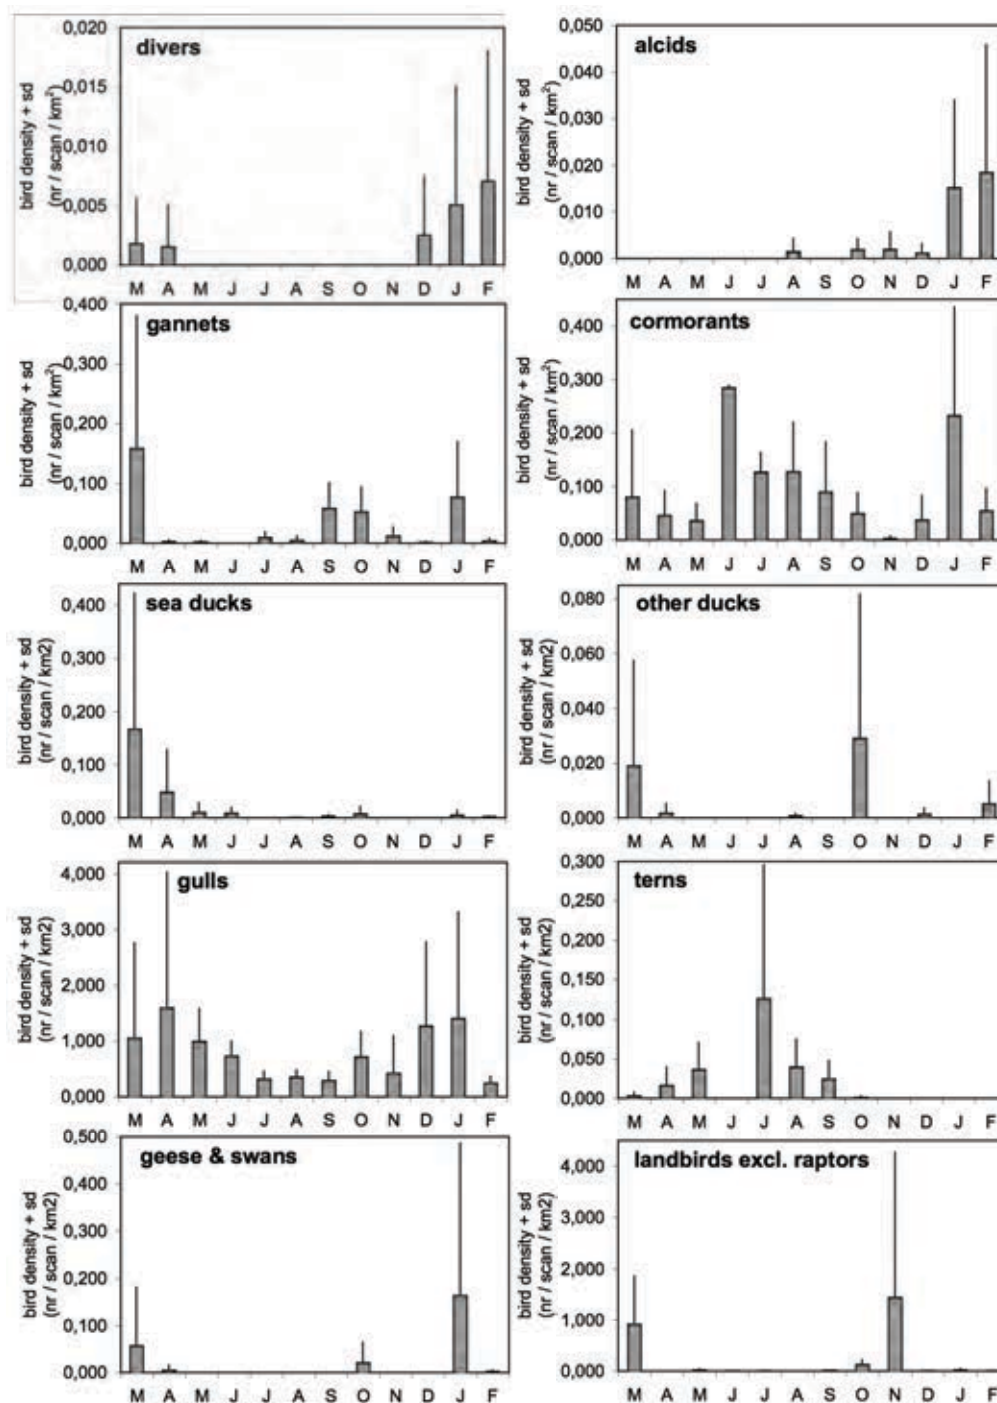 divers
bird density + sd
(nr / scan / km²)
0,020
0,015
0,010
0,005
0,000
M A M J J A S O N D J F
alcids
bird density + sd
(nr / scan / km²)
0,050
0,040
0,030
0,020
0,010
0,000
M A M J J A S O N D J F
gannets
bird density + sd
(nr / scan / km²)
0,400
0,300
0,200
0,100
0,000
M A M J J A S O N D J F
cormorants
bird density + sd
(nr / scan / km²)
0,400
0,300
0,200
0,100
0,000
M A M J J A S O N D J F
sea ducks
bird density + sd
(nr / scan / km2)
0,400
0,300
0,200
0,100
0,000
M A M J J A S O N D J F
other ducks
bird density + sd
(nr / scan / km2)
0,080
0,060
0,040
0,020
0,000
M A M J J A S O N D J F
gulls
bird density + sd
(nr / scan / km2)
4,000
3,000
2,000
1,000
0,000
M A M J J A S O N D J F
terns
bird density + sd
(nr / scan / km2)
0,300
0,250
0,200
0,150
0,100
0,050
0,000
M A M J J A S O N D J F
geese & swans
bird density + sd
(nr / scan / km2)
0,500
0,400
0,300
0,200
0,100
0,000
M A M J J A S O N D J F
landbirds excl. raptors
bird density + sd
(nr / scan / km2)
4,000
3,000
2,000
1,000
0,000
M A M J J A S O N D J F